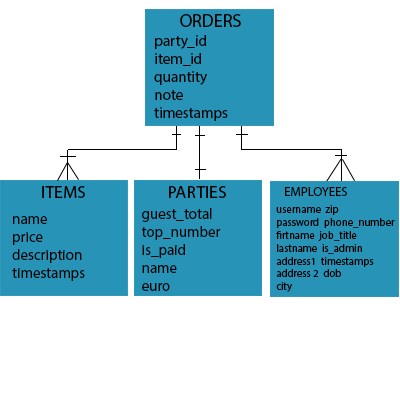 ORDERS
party_id
item_id
quantity
note
timestamps
ITEMS
name
price
description
timestamps
PARTIES
guest_total
top_number
is_paid
name
euro
EMPLOYEES
username zip
password phone_number
firtname job_title
lastname is_admin
address1 timestamps
address 2 dob
city